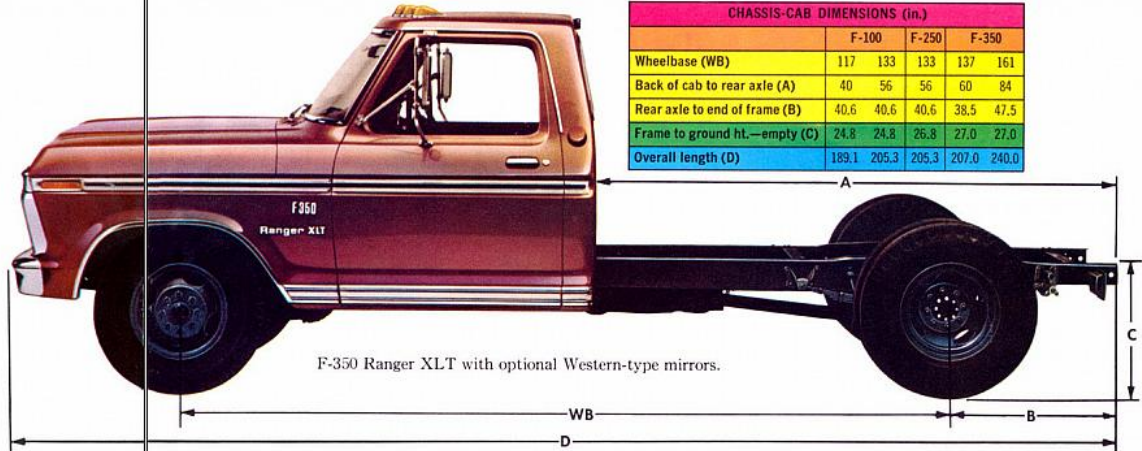 CHASSIS-CAB DIMENSIONS (in.)
F-100 F-250 F-350
Wheelbase (WB) 117 133 133 137 161
Back of cab to rear axle (A) 40 56 56 60 84
Rear axle to end of frame (B) 40.6 40.6 40.6 38.5 47.5
Frame to ground ht.—empty (C) 24.8 24.8 26.8 27.0 27.0
Overall length (D) 189.1 205.3 205.3 207.0 240.0
A
F350
Ranger XLT
C
F-350 Ranger XLT with optional Western-type mirrors.
WB
B
D